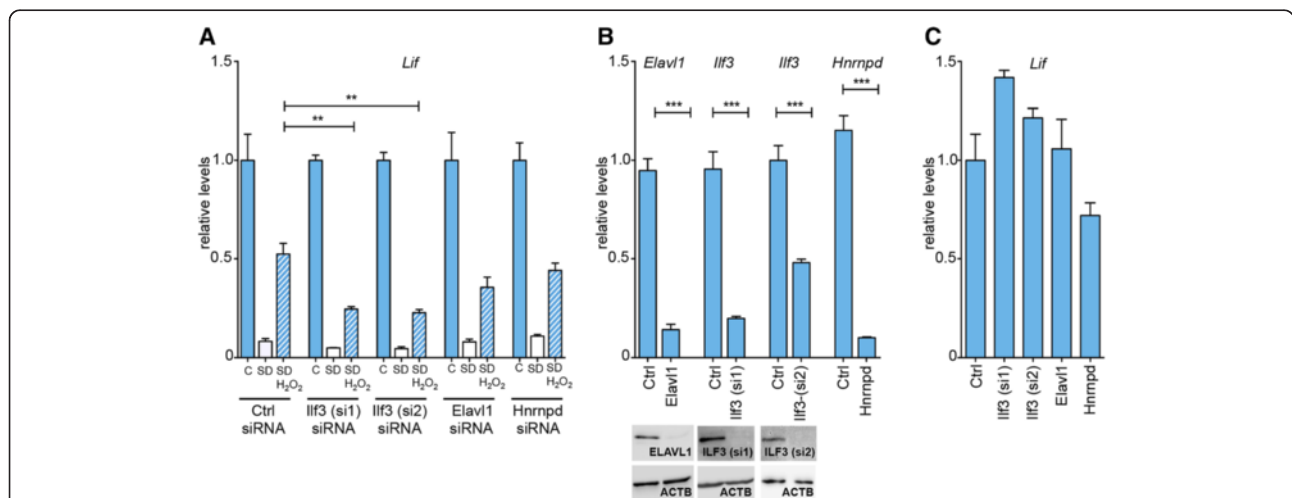 A
B
C
Lif
Elavl1 Ilf3 Ilf3 Hnrnpd
Lif
**
**
*** *** *** ***
relative levels
1.5
1.0
0.5
0
relative levels
1.5
1.0
0.5
0
relative levels
1.5
1.0
0.5
0
C SD SD H2O2 C SD SD H2O2 C SD SD H2O2 C SD SD H2O2 C SD SD H2O2
Ctrl siRNA
Ilf3 (si1) siRNA
Ilf3 (si2) siRNA
Elavl1 siRNA
Hnrnpd siRNA
Ctrl
Elavl1
Ctrl
Ilf3 (si1)
Ctrl
Ilf3-(si2)
Ctrl
Hnrnpd
ELAVL1 ILF3 (si1) ILF3 (si2)
ACTB ACTB ACTB
Ctrl
Ilf3 (si1)
Ilf3 (si2)
Elavl1
Hnrnpd